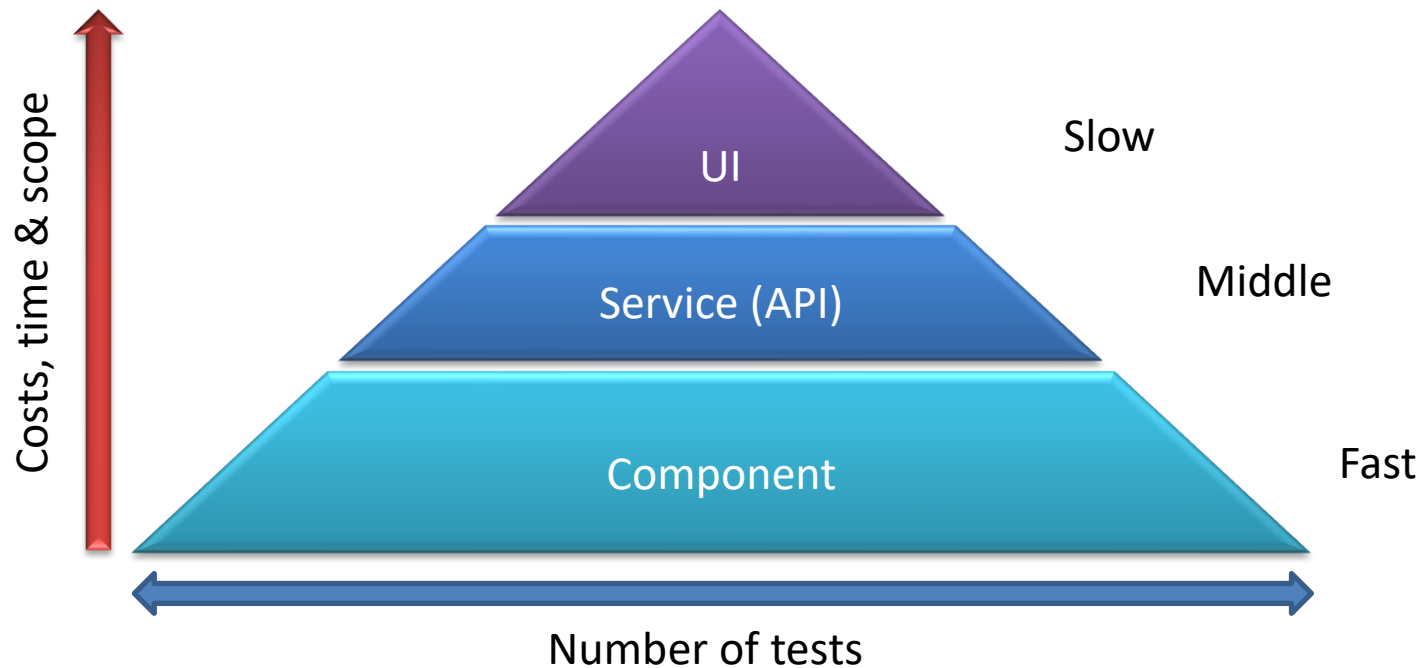 Costs, time & scope
UI
Slow
Service (API)
Middle
Component
Fast
Number of tests